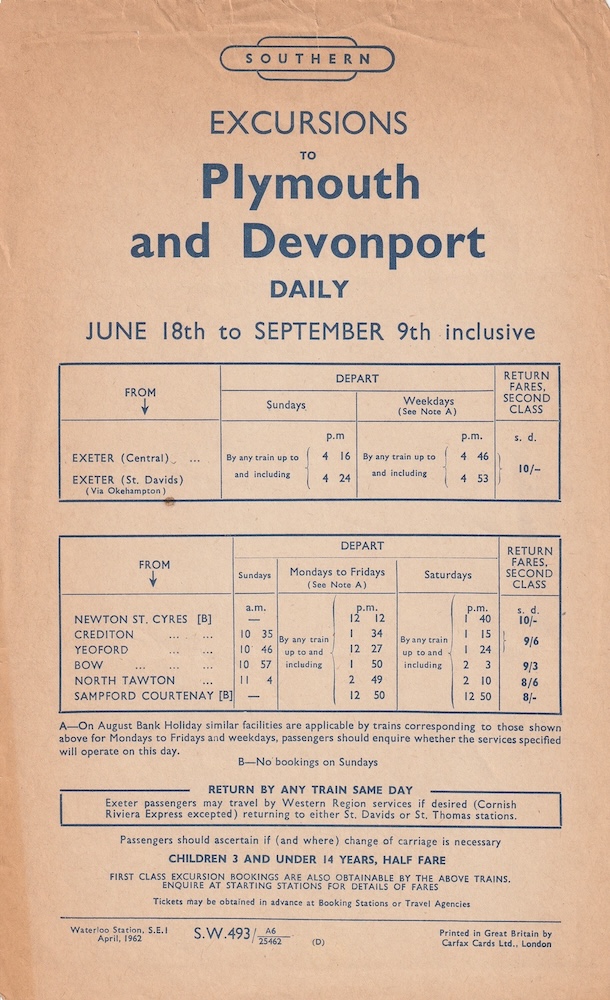 SOUTHERN
EXCURSIONS
TO
Plymouth
and Devonport
DAILY
JUNE 18th to SEPTEMBER 9th inclusive
FROM
DEPART
RETURN FARES, SECOND CLASS
Sundays
Weekdays
(See Note A)
p.m
p.m.
s. d.
EXETER (Central) ... By any train up to 4 16 By any train up to 4 46
EXETER (St. Davids) and including 4 24 and including 4 53
10/-
(Via Okehampton)
FROM
DEPART
RETURN FARES, SECOND CLASS
Sundays
Mondays to Fridays
(See Note A)
Saturdays
a.m. p.m. p.m. s. d.
NEWTON ST. CYRES [B] — 12 12 1 40 10/-
CREDITON ... ... 10 35 By any train 1 34 By any train 1 15
9/6
YEOFORD ... ... 10 46 up to and 12 27 up to and 1 24
BOW ... ... ... 10 57 including 1 50 including 2 3 9/3
NORTH TAWTON ... 11 4 2 49 2 10 8/6
SAMPFORD COURTENAY [B] — 12 50 12 50 8/-
A—On August Bank Holiday similar facilities are applicable by trains corresponding to those shown
above for Mondays to Fridays and weekdays, passengers should enquire whether the services specified
will operate on this day.
B—No bookings on Sundays
RETURN BY ANY TRAIN SAME DAY
Exeter passengers may travel by Western Region services if desired (Cornish
Riviera Express excepted) returning to either St. Davids or St. Thomas stations.
Passengers should ascertain if (and where) change of carriage is necessary
CHILDREN 3 AND UNDER 14 YEARS, HALF FARE
FIRST CLASS EXCURSION BOOKINGS ARE ALSO OBTAINABLE BY THE ABOVE TRAINS.
ENQUIRE AT STARTING STATIONS FOR DETAILS OF FARES
Tickets may be obtained in advance at Booking Stations or Travel Agencies
Waterloo Station, S.E.1
April, 1962
S.W.493/ A6
25462
(D)
Printed in Great Britain by
Carfax Cards Ltd., London